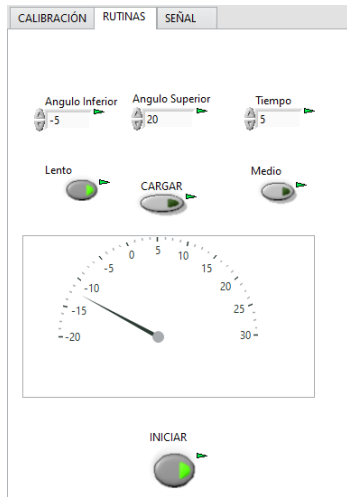 CALIBRACIÓN RUTINAS SEÑAL
Angulo Inferior Angulo Superior Tiempo
-5 20 5
Lento Medio
CARGAR
5
0 10
-5 15
-10 20
-15 25
-20 30
INICIAR